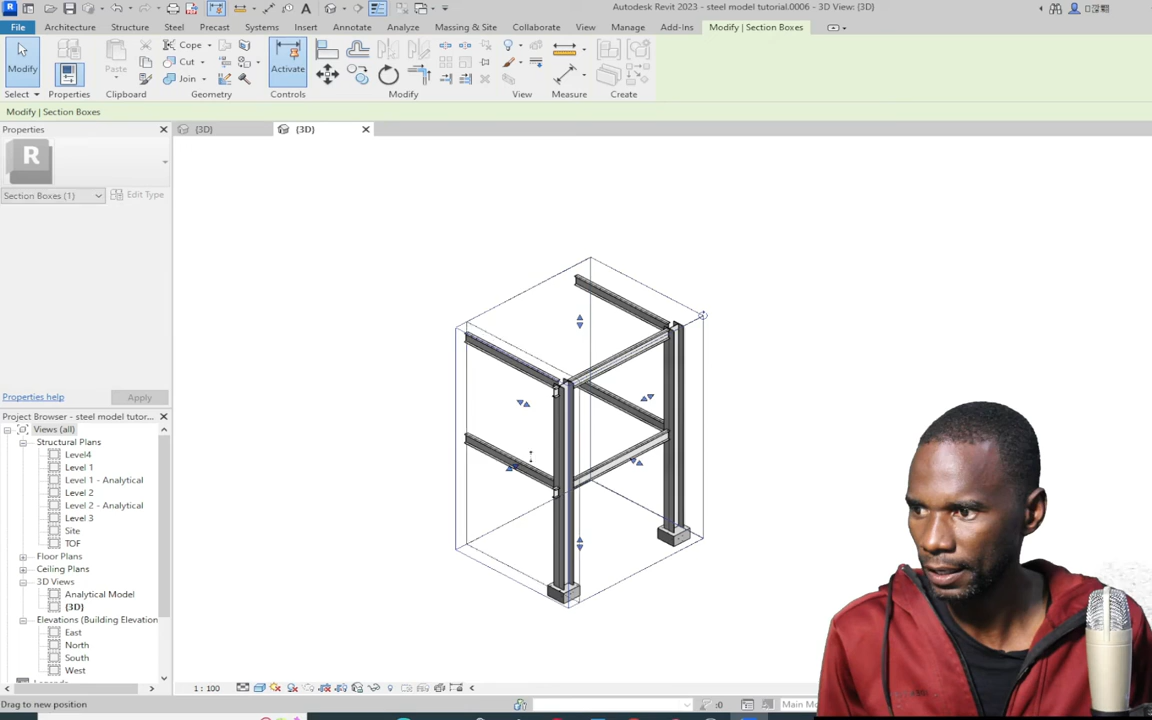 Autodesk Revit 2023 - steel model tutorial.0006 - 3D View: {3D}
File Architecture Structure Steel Precast Systems Insert Annotate Analyze Massing & Site Collaborate View Manage Add-Ins Modify | Section Boxes
Modify Paste Cope Cut Join Activate
Select Properties Clipboard Geometry Controls Modify View Measure Create
Modify | Section Boxes
Properties {3D} {3D}
R
Section Boxes (1) Edit Type
Properties help Apply
Project Browser - steel model tutor...
Views (all)
Structural Plans
Level4
Level 1
Level 1 - Analytical
Level 2
Level 2 - Analytical
Level 3
Site
TOF
Floor Plans
Ceiling Plans
3D Views
Analytical Model
{3D}
Elevations (Building Elevation
East
North
South
West
1 : 100
Drag to new position :0 Main Mo